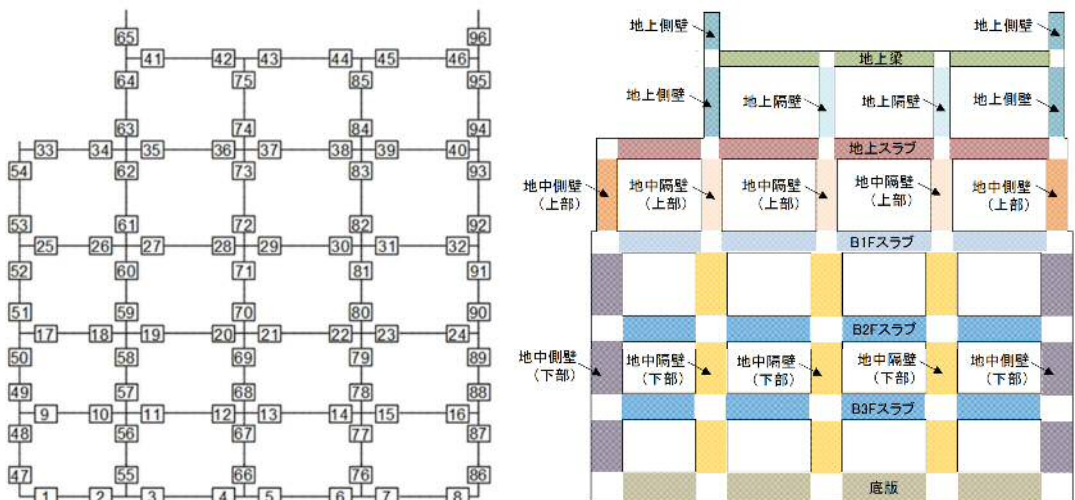 65 96
41 42 43 44 45 46
64 75 85 95
63 74 84 94
33 34 35 36 37 38 39 40
54 62 73 83 93
53 61 72 82 92
25 26 27 28 29 30 31 32
52 60 71 81 91
51 59 70 80 90
17 18 19 20 21 22 23 24
50 58 69 79 89
49 57 68 78 88
9 10 11 12 13 14 15 16
48 56 67 77 87
47 55 66 76 86
1 2 3 4 5 6 7 8
地上側壁
地上側壁
地上梁
地上側壁
地上隔壁
地上隔壁
地上側壁
地上スラブ
地中側壁
(上部)
地中隔壁
(上部)
地中隔壁
(上部)
地中隔壁
(上部)
地中側壁
(上部)
B1Fスラブ
B2Fスラブ
地中側壁
(下部)
地中隔壁
(下部)
地中隔壁
(下部)
地中隔壁
(下部)
地中側壁
(下部)
B3Fスラブ
底版